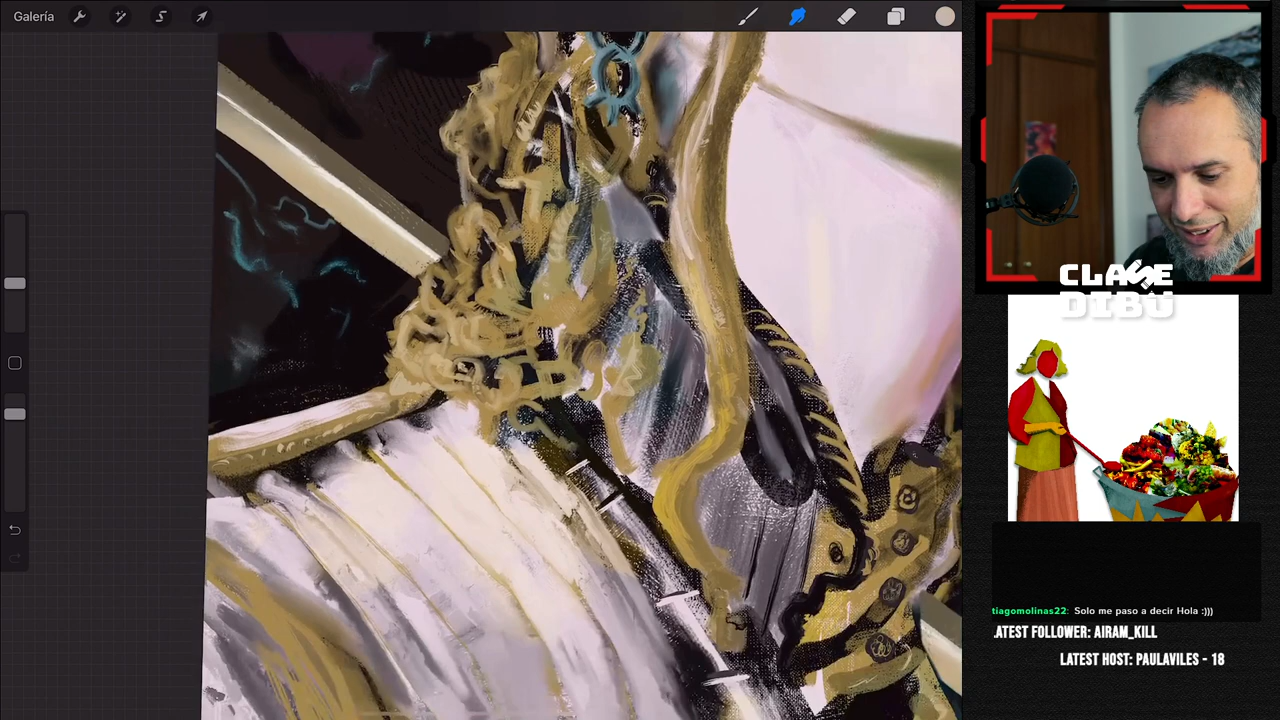 Galería
CLASE
DIBU
tiagomolinas22: Solo me paso a decir Hola :)))
.ATEST FOLLOWER: AIRAM_KILL
LATEST HOST: PAULAVILES - 18